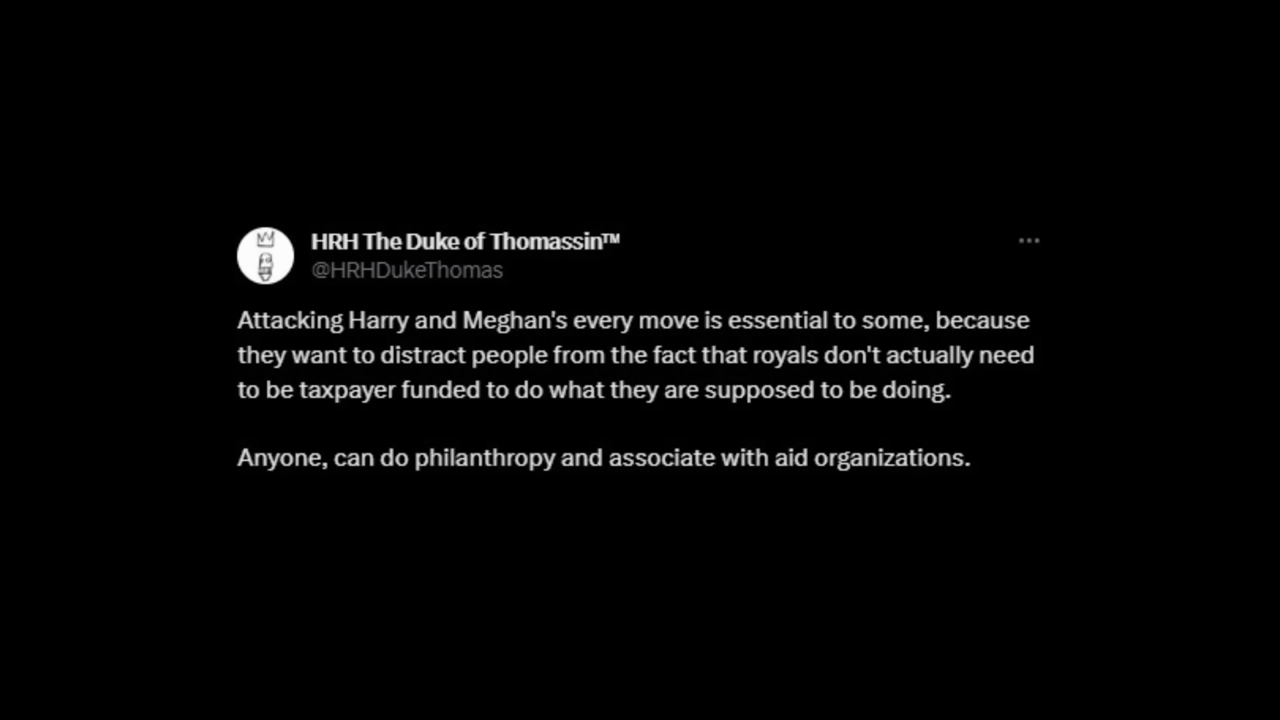 HRH The Duke of Thomassin™
@HRHDukeThomas
Attacking Harry and Meghan's every move is essential to some, because
they want to distract people from the fact that royals don't actually need
to be taxpayer funded to do what they are supposed to be doing.
Anyone, can do philanthropy and associate with aid organizations.